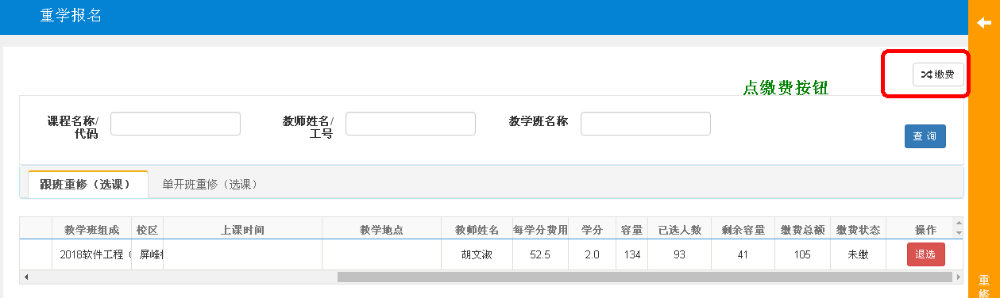 重学报名
缴费
点缴费按钮
课程名称/
代码
教师姓名/
工号
教学班名称
查 询
跟班重修（选课）
单开班重修（选课）
教学班组成 校区 上课时间 教学地点 教师姓名 每学分费用 学分 容量 已选人数 剩余容量 缴费总额 缴费状态 操作
2018软件工程（ 屏峰 胡文淑 52.5 2.0 134 93 41 105 未缴 退选
重
修